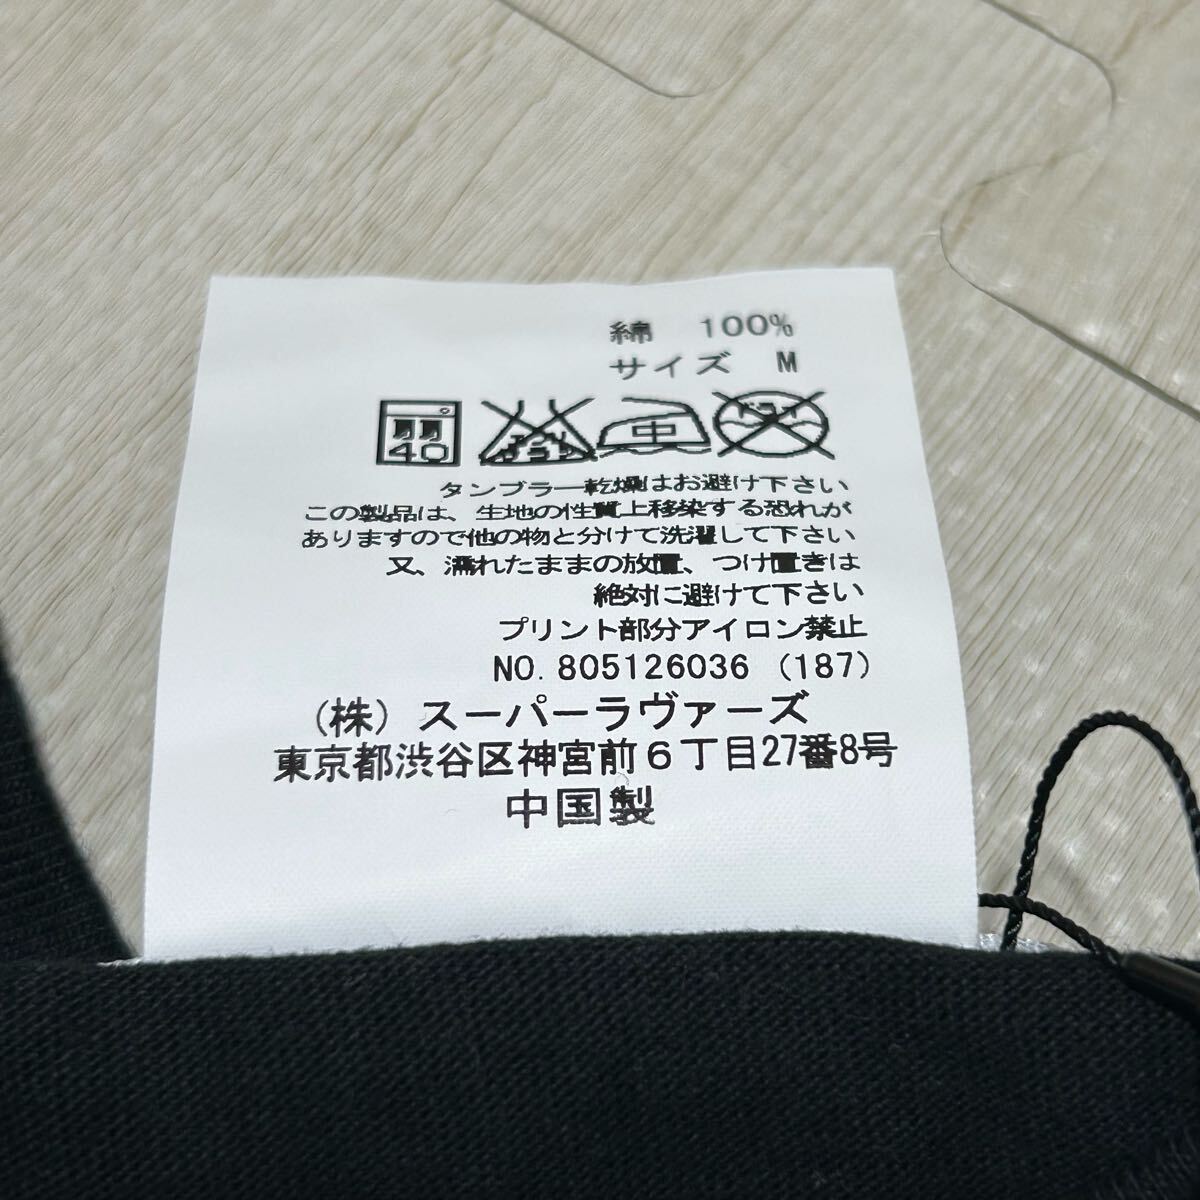 綿 100%
サイズ M
40
中
タンブラー乾燥はお避け下さい
この製品は、生地の性質上移染する恐れが
ありますので他の物と分けて洗濯して下さい
又、濡れたままの放置、つけ置きは
絶対に避けて下さい
プリント部分アイロン禁止
NO. 805126036 (187)
(株) スーパーラヴァーズ
東京都渋谷区神宮前6丁目27番8号
中国製